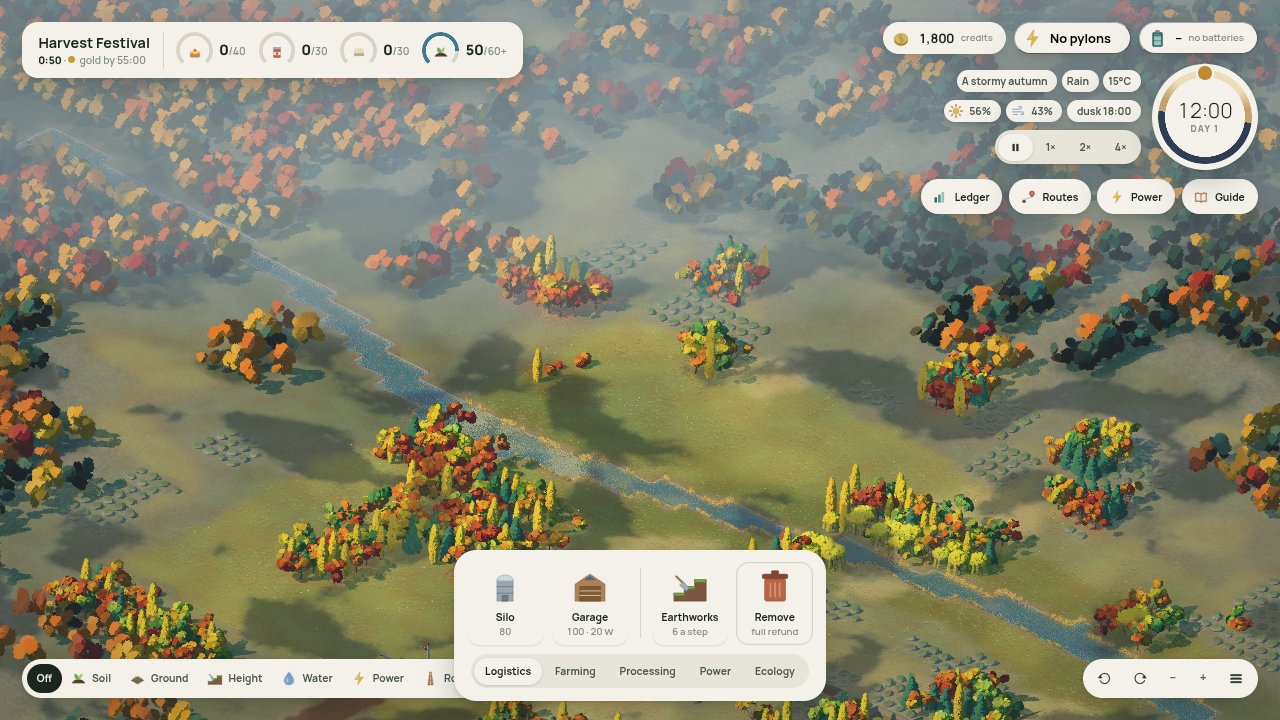 Harvest Festival
0:50 · gold by 55:00
0/40
0/30
0/30
50/60+
1,800 credits
No pylons
– no batteries
A stormy autumn
Rain
15°C
56%
43%
dusk 18:00
12:00
DAY 1
1×
2×
4×
Ledger
Routes
Power
Guide
Silo
80
Garage
100 · 20 W
Earthworks
6 a step
Remove
full refund
Logistics
Farming
Processing
Power
Ecology
Off
Soil
Ground
Height
Water
Power